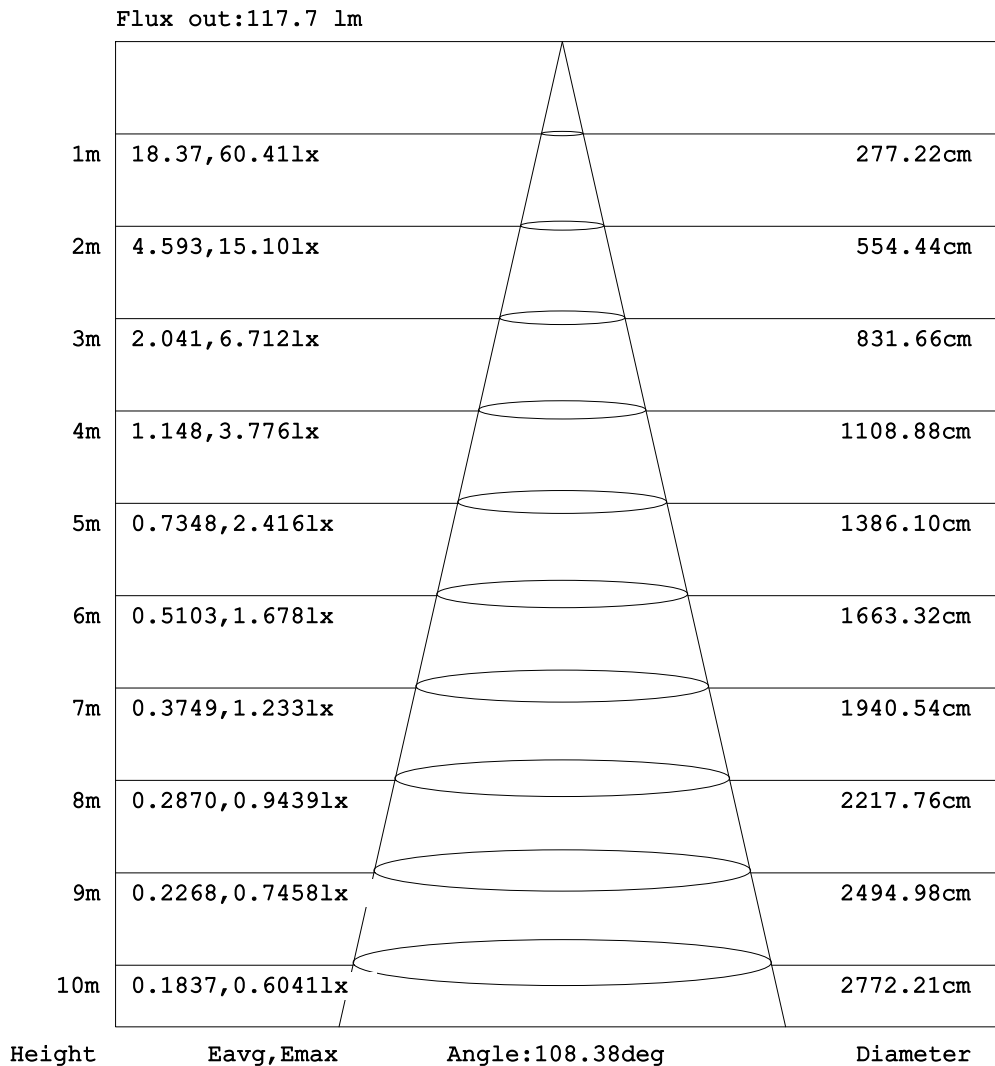 Flux out:117.7 lm
1m 18.37,60.41lx 277.22cm
2m 4.593,15.10lx 554.44cm
3m 2.041,6.712lx 831.66cm
4m 1.148,3.776lx 1108.88cm
5m 0.7348,2.416lx 1386.10cm
6m 0.5103,1.678lx 1663.32cm
7m 0.3749,1.233lx 1940.54cm
8m 0.2870,0.9439lx 2217.76cm
9m 0.2268,0.7458lx 2494.98cm
10m 0.1837,0.6041lx 2772.21cm
Height Eavg,Emax Angle:108.38deg Diameter